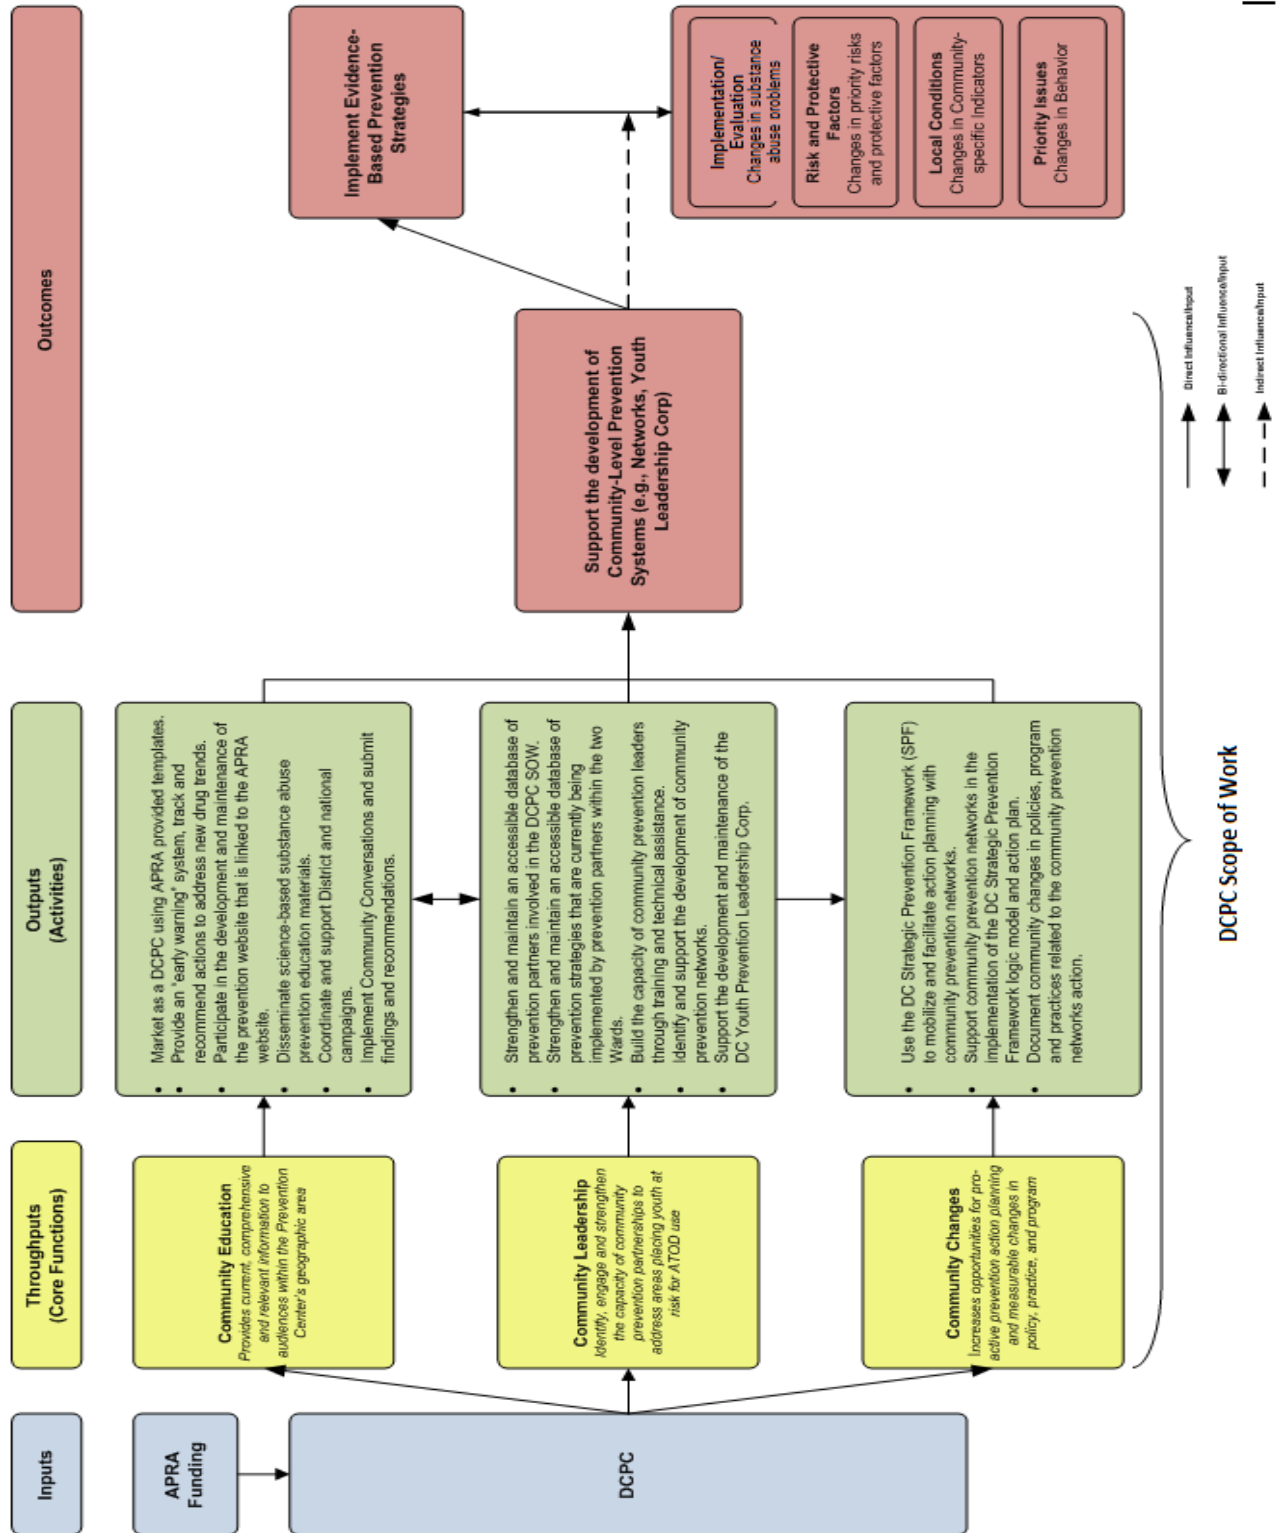 Inputs
Throughputs
(Core Functions)
Outputs
(Activities)
Outcomes
APRA
Funding
DCPC
Community Education
Provides current, comprehensive
and relevant information to
audiences within the Prevention
Center's geographic area
Community Leadership
Identify, engage and strengthen
the capacity of community
prevention partnerships to
address areas placing youth at
risk for ATOD use
Community Changes
Increases opportunities for pro-
active prevention action planning
and measurable changes in
policy, practice, and program
• Market as a DCPC using APRA provided templates.
• Provide an "early warning" system, track and
recommend actions to address new drug trends.
• Participate in the development and maintenance of
the prevention website that is linked to the APRA
website.
• Disseminate science-based substance abuse
prevention education materials.
• Coordinate and support District and national
campaigns.
• Implement Community Conversations and submit
findings and recommendations.
• Strengthen and maintain an accessible database of
prevention partners involved in the DCPC SOW.
• Strengthen and maintain an accessible database of
prevention strategies that are currently being
implemented by prevention partners within the two
Wards.
• Build the capacity of community prevention leaders
through training and technical assistance.
• Identify and support the development of community
prevention networks.
• Support the development and maintenance of the
DC Youth Prevention Leadership Corp.
• Use the DC Strategic Prevention Framework (SPF)
to mobilize and facilitate action planning with
community prevention networks.
• Support community prevention networks in the
implementation of the DC Strategic Prevention
Framework logic model and action plan.
• Document community changes in policies, program
and practices related to the community prevention
networks action.
Support the development of
Community-Level Prevention
Systems (e.g., Networks, Youth
Leadership Corp)
Implement Evidence-
Based Prevention
Strategies
Implementation/
Evaluation
Changes in substance
abuse problems
Risk and Protective
Factors
Changes in priority risks
and protective factors
Local Conditions
Changes in Community-
specific Indicators
Priority Issues
Changes in Behavior
DCPC Scope of Work
Direct Influence/Input
Bi-directional Influence/Input
Indirect Influence/Input